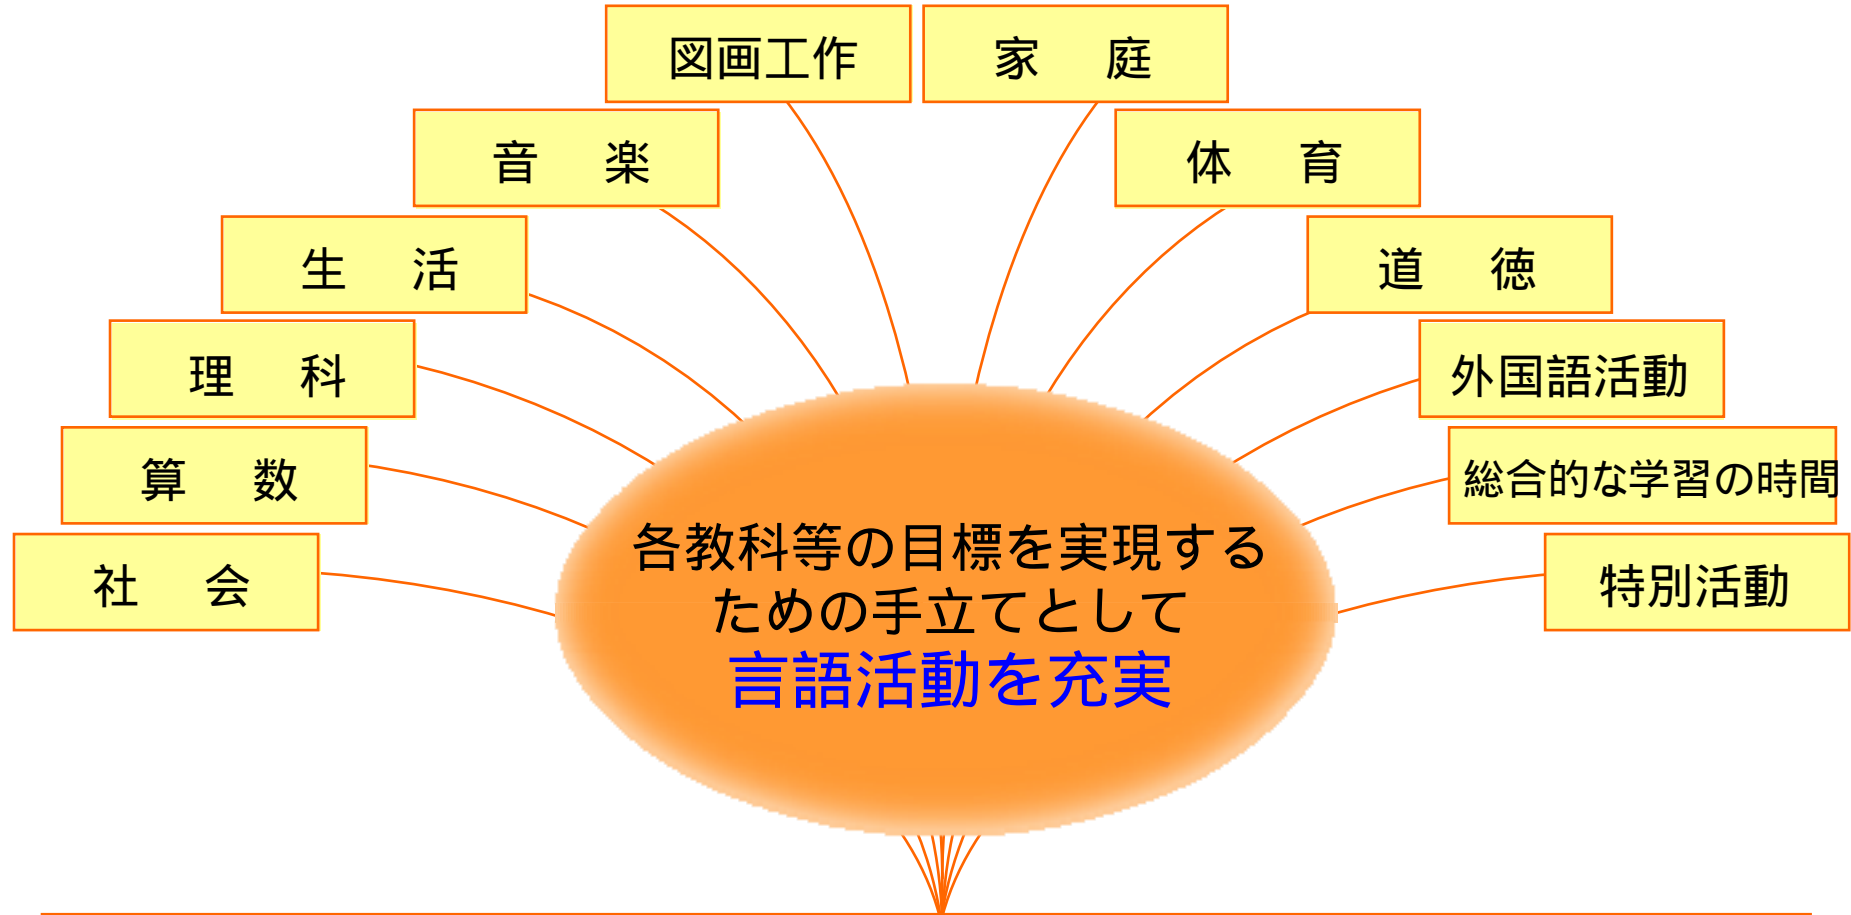 図画工作
家 庭
音 楽
体 育
生 活
道 徳
理 科
外国語活動
算 数
総合的な学習の時間
社 会
特別活動
各教科等の目標を実現する
ための手立てとして
言語活動を充実